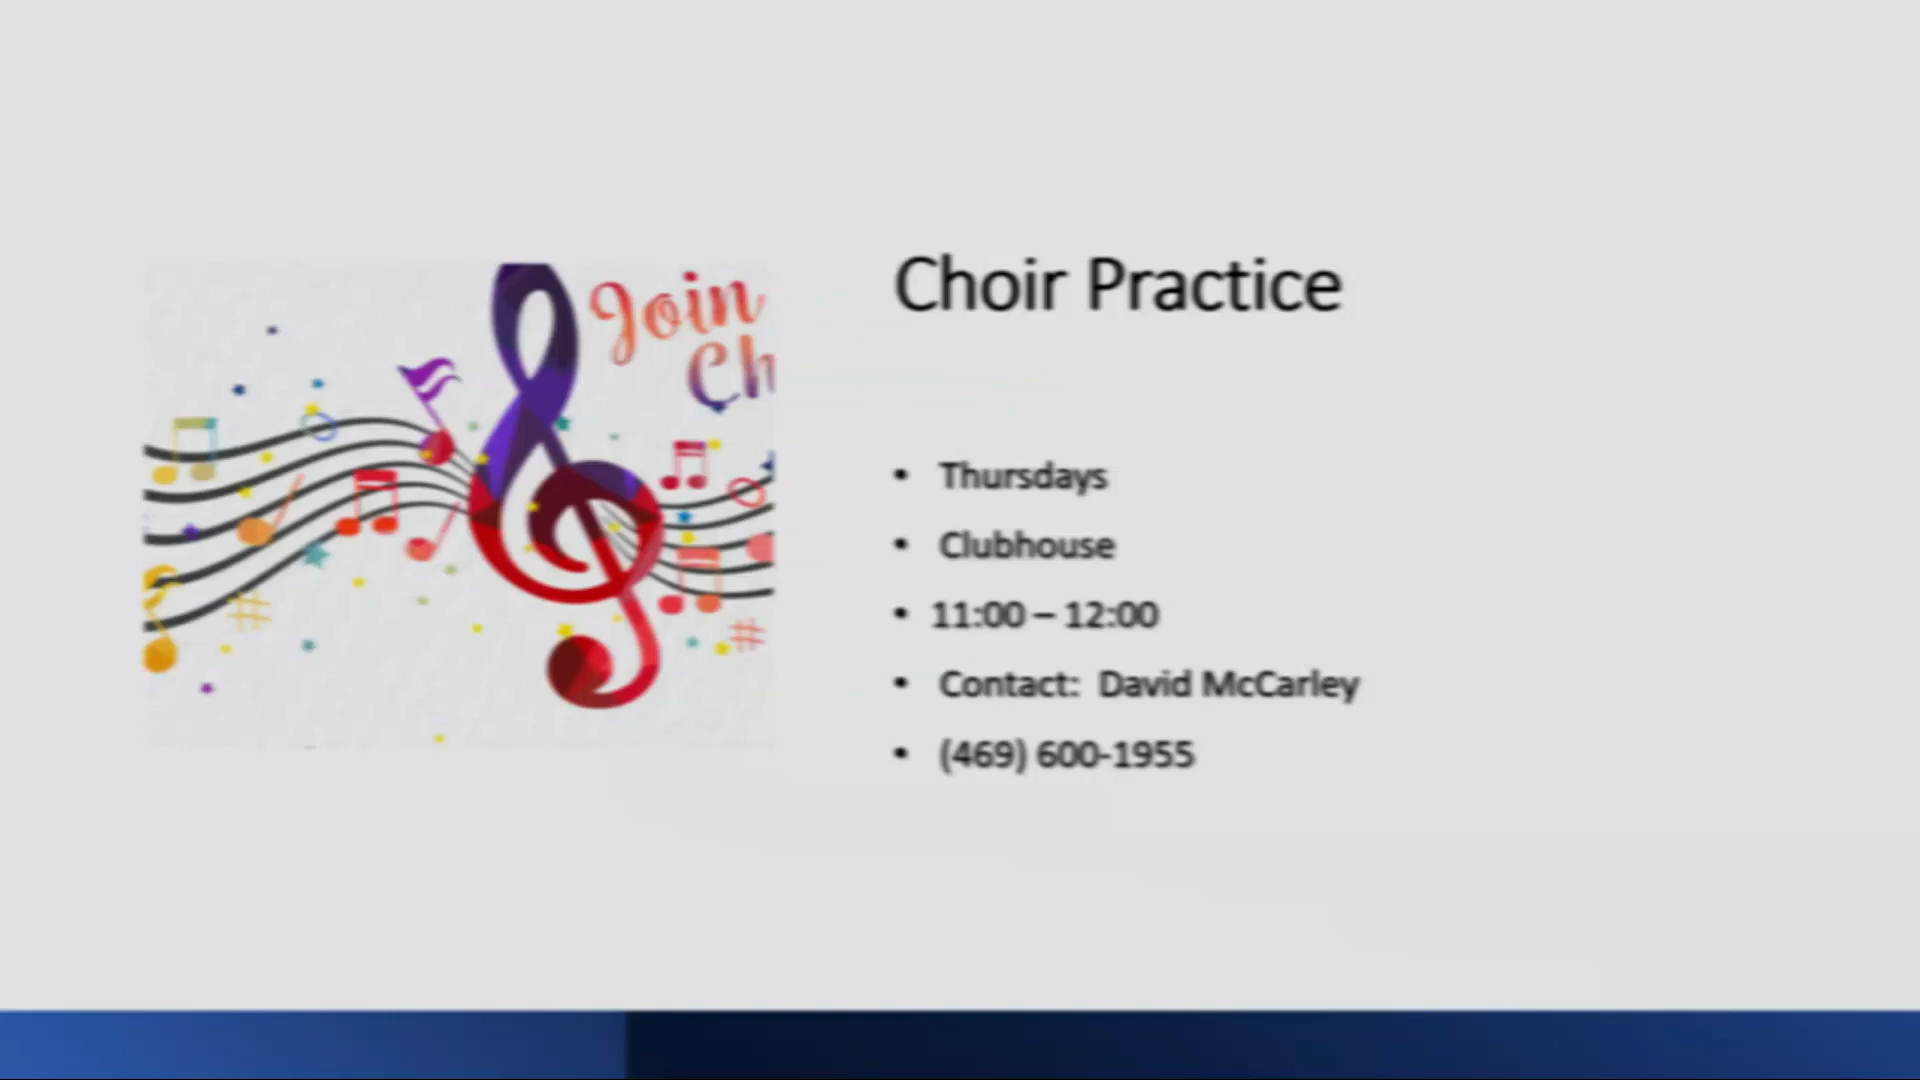 Join
Ch
Choir Practice
• Thursdays
• Clubhouse
• 11:00 – 12:00
• Contact: David McCarley
• (469) 600-1955